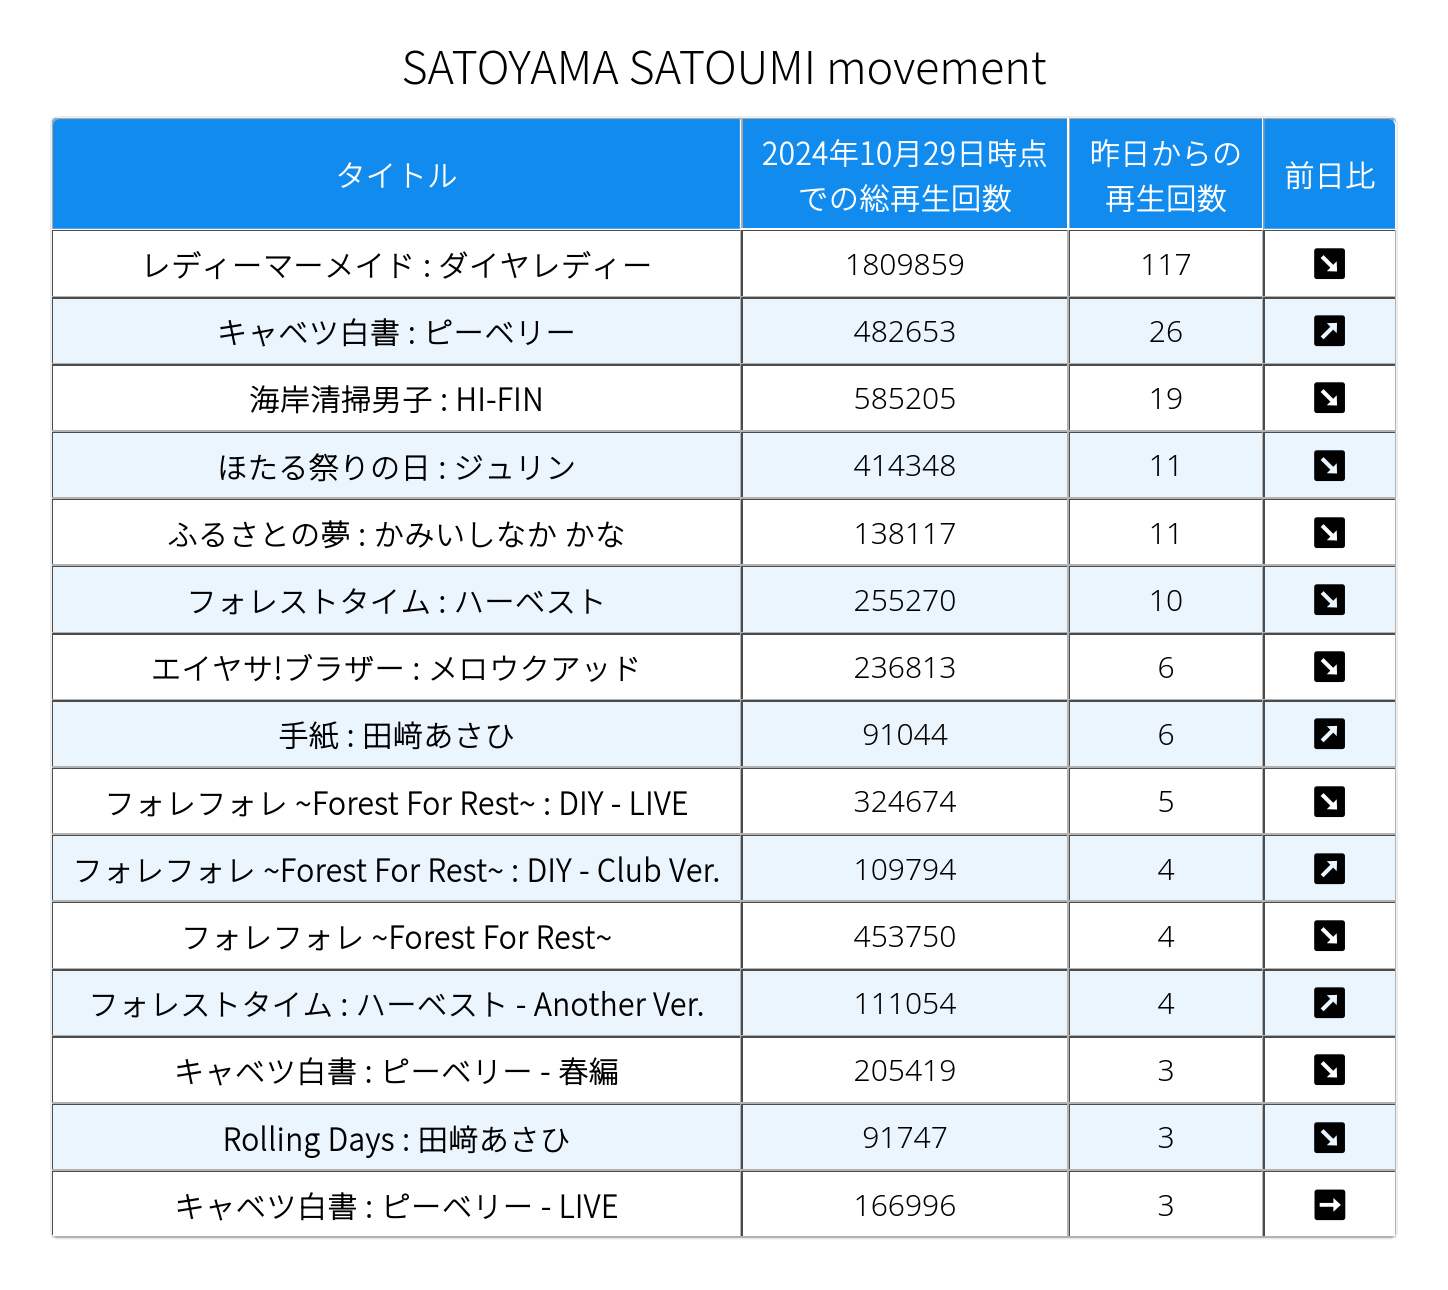 SATOYAMA SATOUMI movement
タイトル 2024年10月29日時点での総再生回数 昨日からの再生回数 前日比
レディーマーメイド : ダイヤレディー 1809859 117 ↘
キャベツ白書 : ピーベリー 482653 26 ↗
海岸清掃男子 : HI-FIN 585205 19 ↘
ほたる祭りの日 : ジュリン 414348 11 ↘
ふるさとの夢 : かみいしなか かな 138117 11 ↘
フォレストタイム : ハーベスト 255270 10 ↘
エイヤサ!ブラザー : メロウクアッド 236813 6 ↘
手紙 : 田﨑あさひ 91044 6 ↗
フォレフォレ ~Forest For Rest~ : DIY - LIVE 324674 5 ↘
フォレフォレ ~Forest For Rest~ : DIY - Club Ver. 109794 4 ↗
フォレフォレ ~Forest For Rest~ 453750 4 ↘
フォレストタイム : ハーベスト - Another Ver. 111054 4 ↗
キャベツ白書 : ピーベリー - 春編 205419 3 ↘
Rolling Days : 田﨑あさひ 91747 3 ↘
キャベツ白書 : ピーベリー - LIVE 166996 3 →